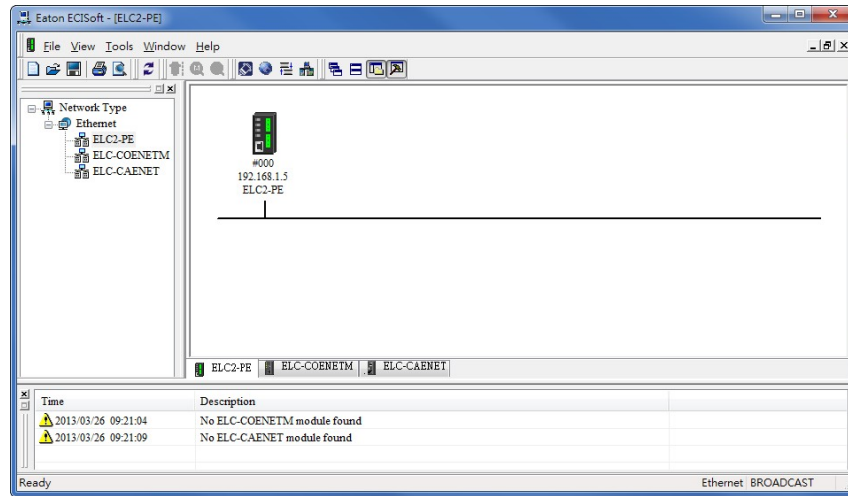 Eaton ECISoft - [ELC2-PE]
File View Tools Window Help
Network Type
Ethernet
ELC2-PE
ELC-COENETM
ELC-CAENET
#000
192.168.1.5
ELC2-PE
ELC2-PE ELC-COENETM ELC-CAENET
Time Description
2013/03/26 09:21:04 No ELC-COENETM module found
2013/03/26 09:21:09 No ELC-CAENET module found
Ready Ethernet BROADCAST